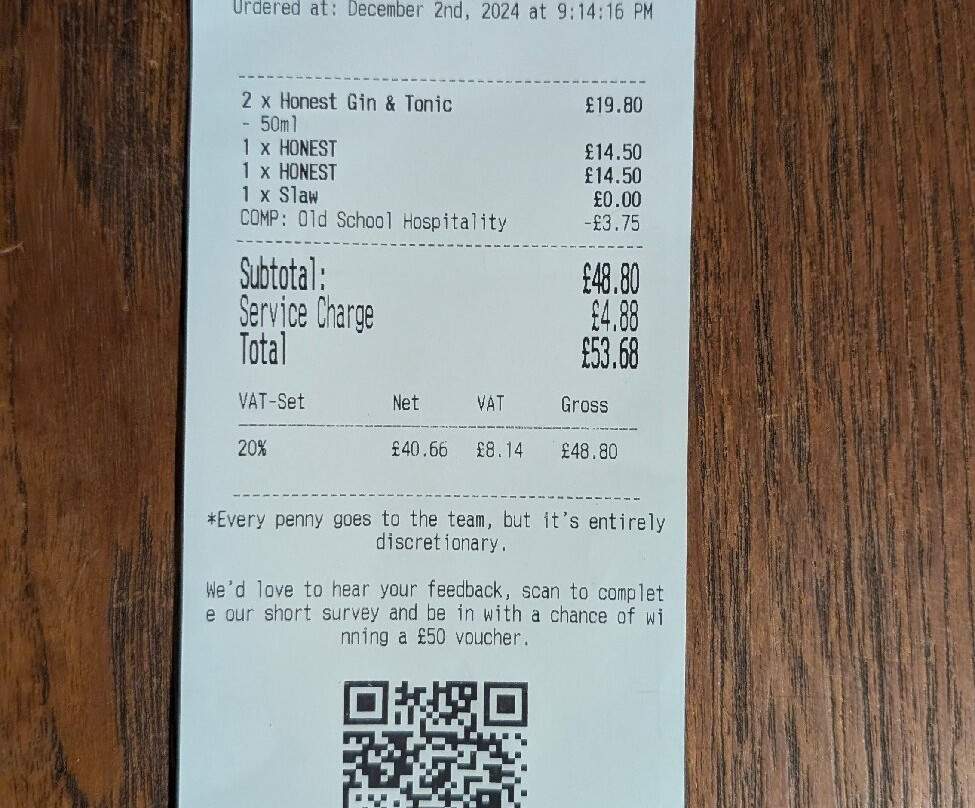 Ordered at: December 2nd, 2024 at 9:14:16 PM
2 x Honest Gin & Tonic £19.80
- 50ml
1 x HONEST £14.50
1 x HONEST £14.50
1 x Slaw £0.00
COMP: Old School Hospitality -£3.75
Subtotal: £48.80
Service Charge £4.88
Total £53.68
VAT-Set Net VAT Gross
20% £40.66 £8.14 £48.80
*Every penny goes to the team, but it's entirely
discretionary.
We'd love to hear your feedback, scan to complet
e our short survey and be in with a chance of wi
nning a £50 voucher.